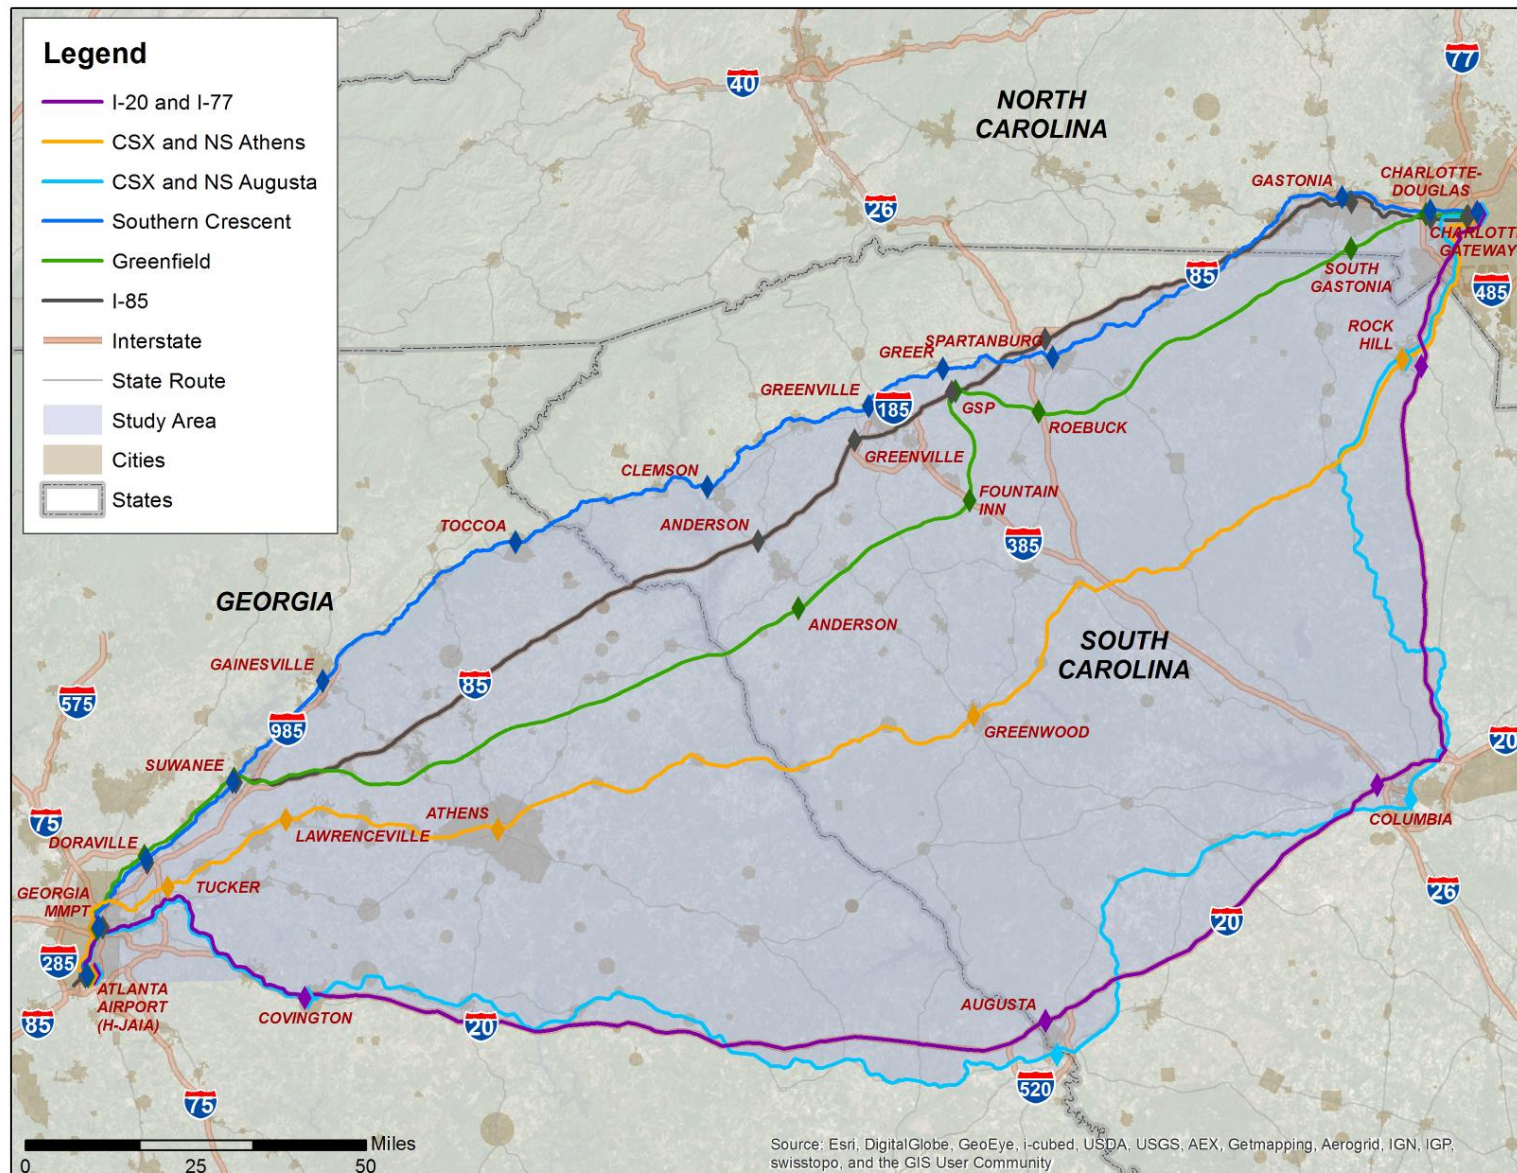 Legend
I-20 and I-77
CSX and NS Athens
CSX and NS Augusta
Southern Crescent
Greenfield
I-85
Interstate
State Route
Study Area
Cities
States
40
77
NORTH
CAROLINA
26
GASTONIA
CHARLOTTE-
DOUGLAS
CHARLOTTE
GATEWAY
85
SOUTH
GASTONIA
485
ROCK
HILL
SPARTANBURG
GREER
GREENVILLE
185
GSP
ROEBUCK
GREENVILLE
CLEMSON
FOUNTAIN
INN
TOCCOA
ANDERSON
385
GEORGIA
ANDERSON
SOUTH
CAROLINA
GAINESVILLE
575
85
985
GREENWOOD
20
SUWANEE
75
ATHENS
LAWRENCEVILLE
COLUMBIA
DORAVILLE
GEORGIA
MMPT
TUCKER
26
20
285
ATLANTA
AIRPORT
(H-JAIA)
85
COVINGTON
20
AUGUSTA
520
75
Miles
0 25 50
Source: Esri, DigitalGlobe, GeoEye, i-cubed, USDA, USGS, AEX, Getmapping, Aerogrid, IGN, IGP,
swisstopo, and the GIS User Community